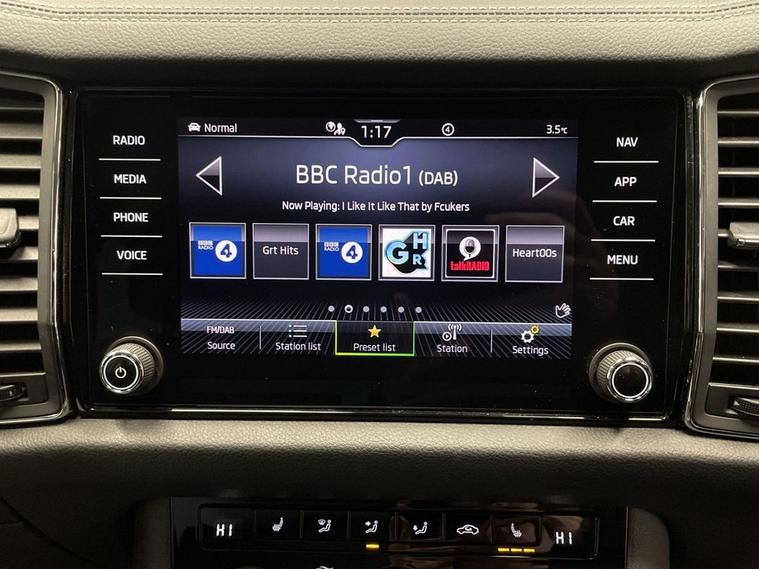 Normal
1:17
4
3.5°C
RADIO
MEDIA
PHONE
VOICE
BBC Radio1 (DAB)
Now Playing: I Like It Like That by Fcukers
BBC RADIO 4
Grt Hits
BBC RADIO 4
GHR
talkRADIO
Heart00s
FM/DAB
Source
Station list
Preset list
Station
Settings
NAV
APP
CAR
MENU
HI
HI